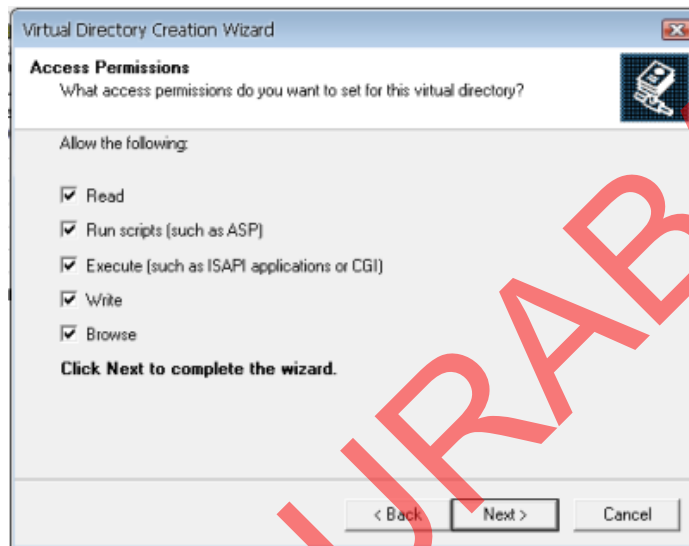 Virtual Directory Creation Wizard
Access Permissions
What access permissions do you want to set for this virtual directory?
Allow the following:
Read
Run scripts (such as ASP)
Execute (such as ISAPI applications or CGI)
Write
Browse
Click Next to complete the wizard.
< Back Next > Cancel